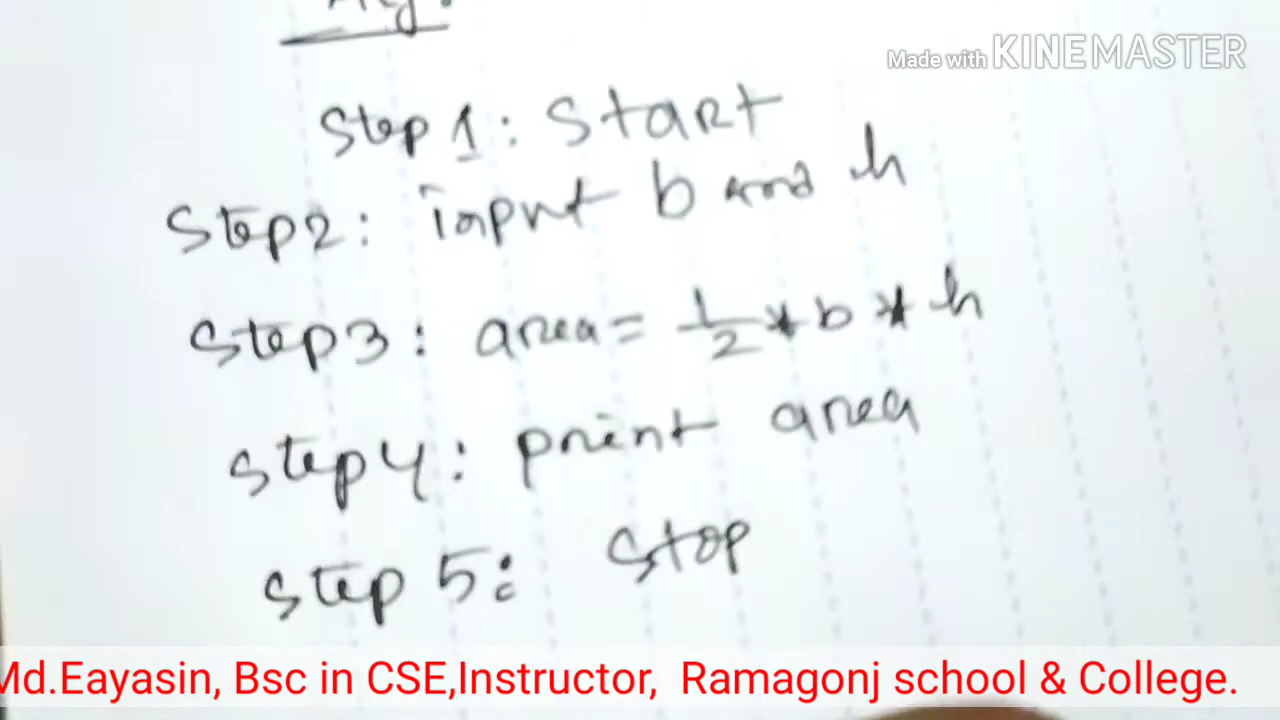 Made with KINEMASTER
Step 1: Start
Step2: input b and h
Step3: area= 1/2 * b * h
Step4: print area
Step 5: Stop
Md.Eayasin, Bsc in CSE,Instructor, Ramagonj school & College.